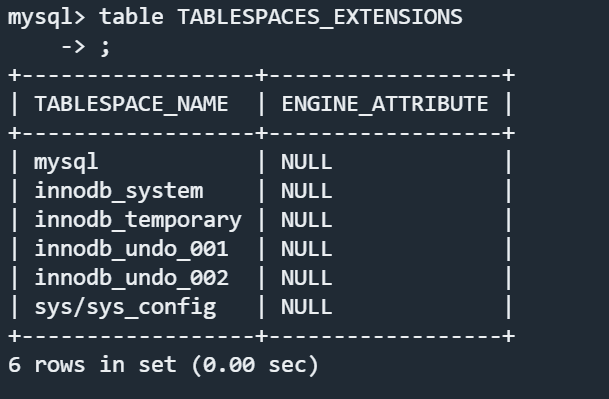 mysql> table TABLESPACES_EXTENSIONS
    -> ;
+------------------+------------------+
| TABLESPACE_NAME  | ENGINE_ATTRIBUTE |
+------------------+------------------+
| mysql            | NULL             |
| innodb_system    | NULL             |
| innodb_temporary | NULL             |
| innodb_undo_001  | NULL             |
| innodb_undo_002  | NULL             |
| sys/sys_config   | NULL             |
+------------------+------------------+
6 rows in set (0.00 sec)